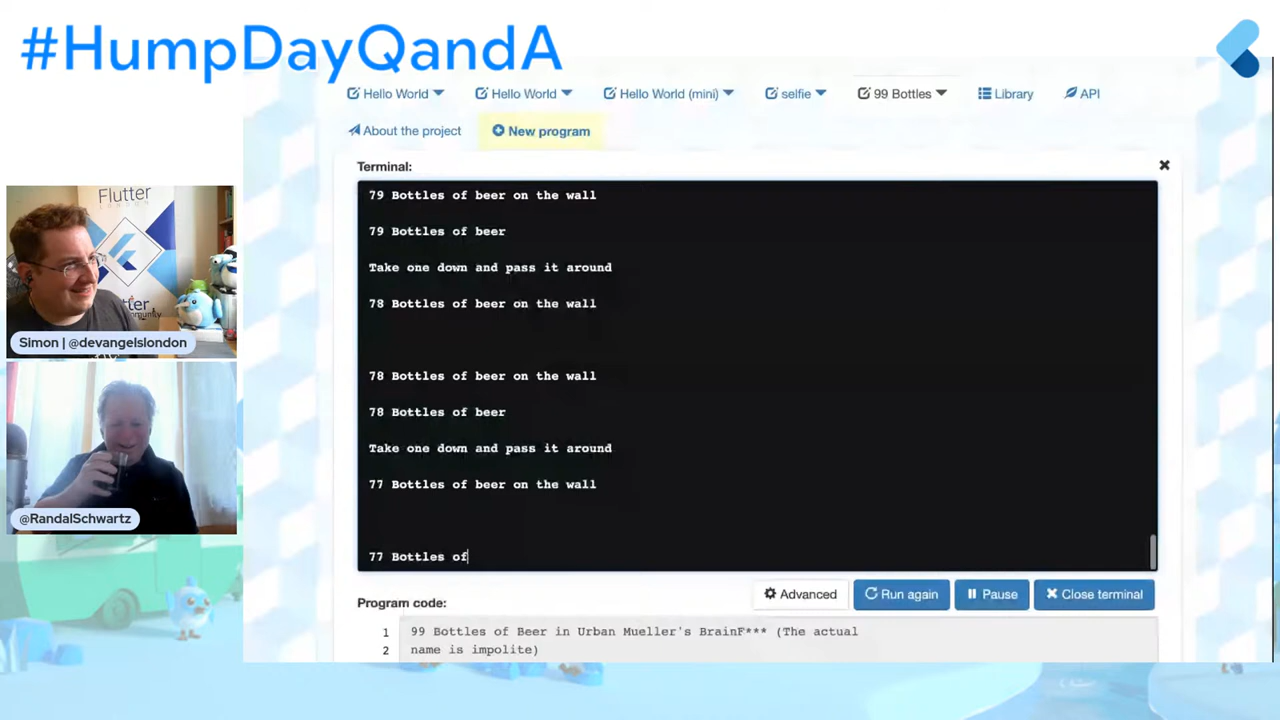 #HumpDayQandA
Hello World
Hello World
Hello World (mini)
selfie
99 Bottles
Library
API
About the project
New program
Terminal:
79 Bottles of beer on the wall
79 Bottles of beer
Take one down and pass it around
78 Bottles of beer on the wall
78 Bottles of beer on the wall
78 Bottles of beer
Take one down and pass it around
77 Bottles of beer on the wall
77 Bottles of
Advanced
Run again
Pause
Close terminal
Program code:
1 99 Bottles of Beer in Urban Mueller's BrainF*** (The actual
2 name is impolite)
Flutter
LONDON
Simon | @devangelslondon
@RandalSchwartz